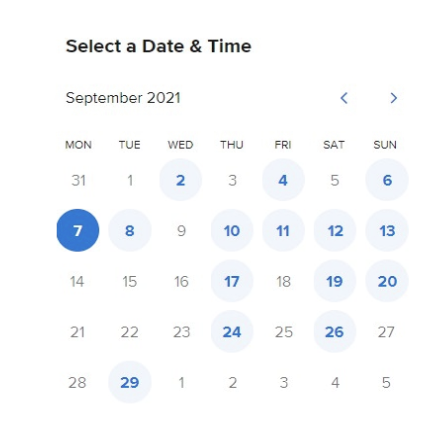 Select a Date & Time
September 2021
MON TUE WED THU FRI SAT SUN
31 1 2 3 4 5 6
7 8 9 10 11 12 13
14 15 16 17 18 19 20
21 22 23 24 25 26 27
28 29 1 2 3 4 5